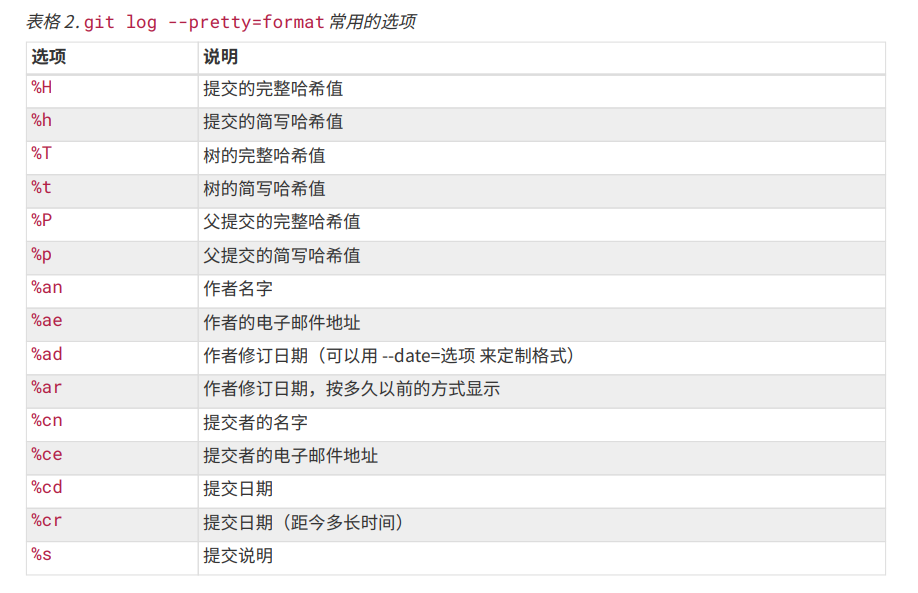 表格 2. git log --pretty=format 常用的选项
选项 说明
%H 提交的完整哈希值
%h 提交的简写哈希值
%T 树的完整哈希值
%t 树的简写哈希值
%P 父提交的完整哈希值
%p 父提交的简写哈希值
%an 作者名字
%ae 作者的电子邮件地址
%ad 作者修订日期（可以用 --date=选项 来定制格式）
%ar 作者修订日期，按多久以前的方式显示
%cn 提交者的名字
%ce 提交者的电子邮件地址
%cd 提交日期
%cr 提交日期（距今多长时间）
%s 提交说明